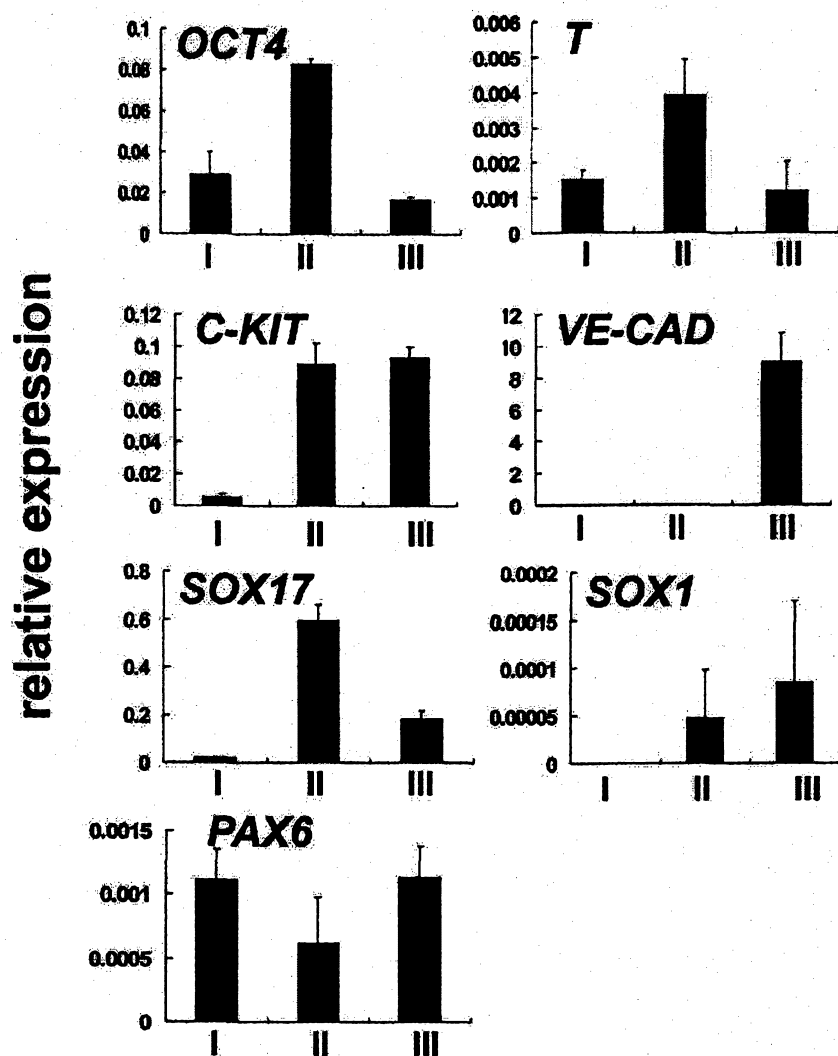 relative expression
OCT4
0.1
0.08
0.06
0.04
0.02
0
I II III
T
0.006
0.005
0.004
0.003
0.002
0.001
0
I II III
C-KIT
0.12
0.1
0.08
0.06
0.04
0.02
0
I II III
VE-CAD
12
10
8
6
4
2
0
I II III
SOX17
0.8
0.6
0.4
0.2
0
I II III
SOX1
0.0002
0.00015
0.0001
0.00005
0
I II III
PAX6
0.0015
0.001
0.0005
0
I II III